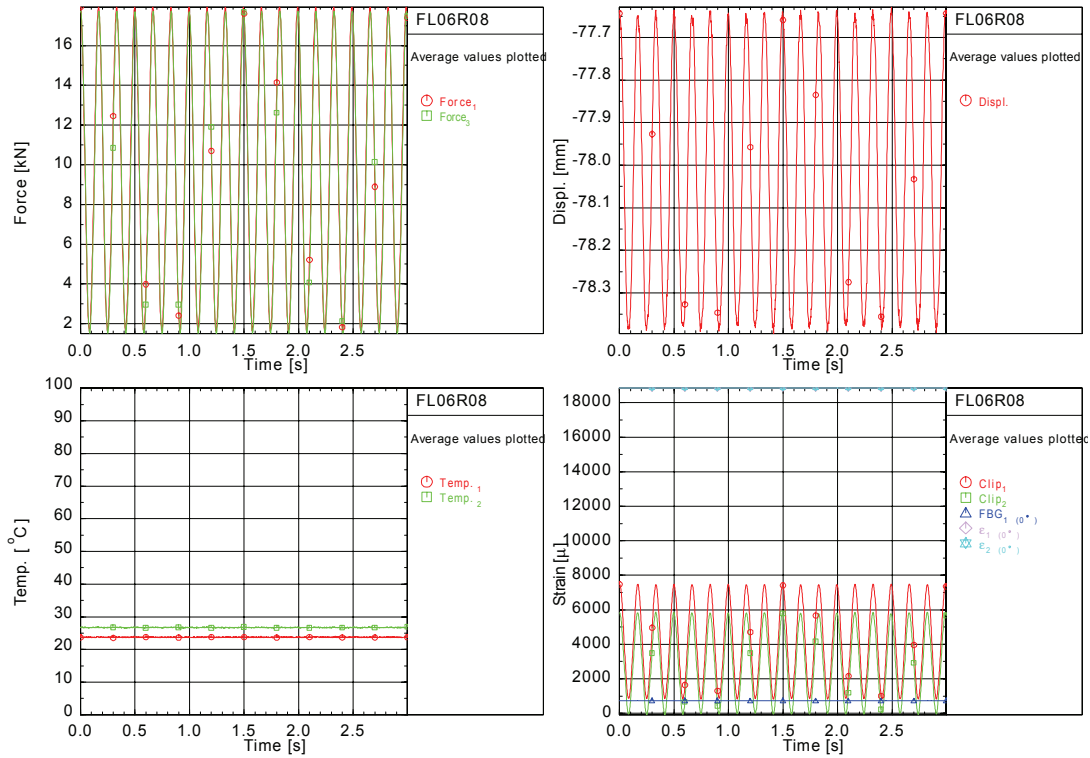 FL06R08
Average values plotted
Force1
Force3
Force [kN]
16
14
12
10
8
6
4
2
0.0 0.5 1.0 1.5 2.0 2.5
Time [s]
FL06R08
Average values plotted
Displ.
Displ. [mm]
-77.7
-77.8
-77.9
-78.0
-78.1
-78.2
-78.3
0.0 0.5 1.0 1.5 2.0 2.5
Time [s]
FL06R08
Average values plotted
Temp. 1
Temp. 2
Temp. [°C]
100
90
80
70
60
50
40
30
20
10
0
0.0 0.5 1.0 1.5 2.0 2.5
Time [s]
FL06R08
Average values plotted
Clip1
Clip2
FBG1 (0°)
ε1 (0°)
ε2 (0°)
Strain [μ]
18000
16000
14000
12000
10000
8000
6000
4000
2000
0
0.0 0.5 1.0 1.5 2.0 2.5
Time [s]